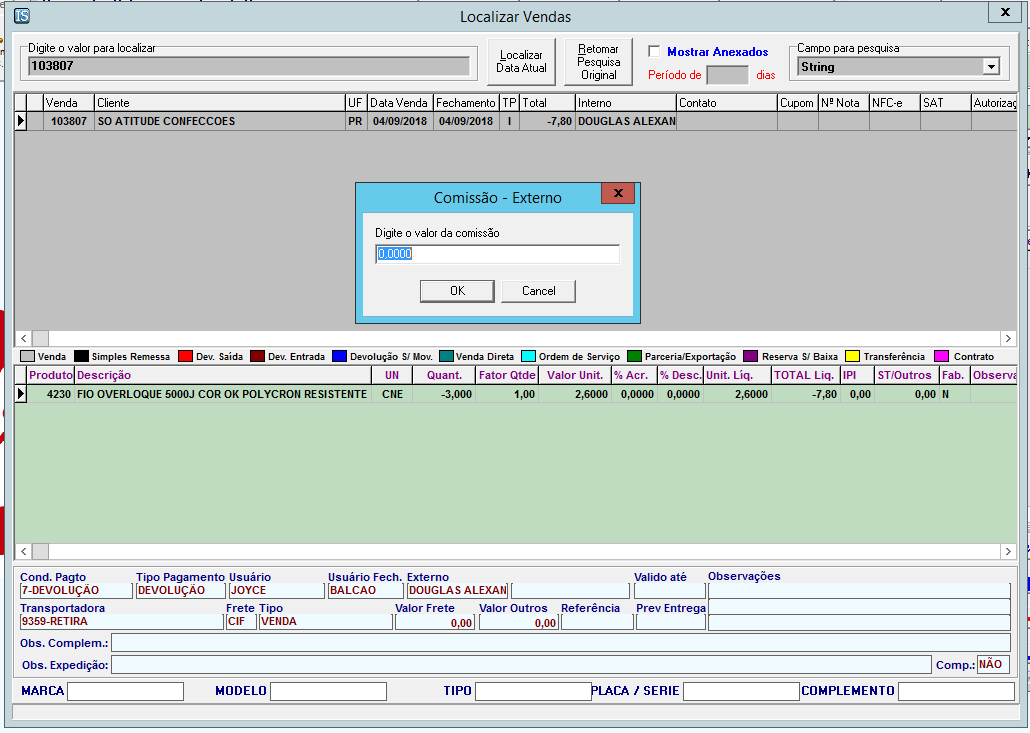 IS Localizar Vendas x
Digite o valor para localizar
103807
Localizar
Data Atual
Retomar
Pesquisa
Original
Mostrar Anexados
Período de dias
Campo para pesquisa
String
Venda Cliente UF Data Venda Fechamento TP Total Interno Contato Cupom Nº Nota NFC-e SAT Autorizaç
103807 SO ATITUDE CONFECCOES PR 04/09/2018 04/09/2018 I -7,80 DOUGLAS ALEXAN
Comissão - Externo x
Digite o valor da comissão
0,0000
OK Cancel
Venda Simples Remessa Dev. Saída Dev. Entrada Devolução S/ Mov. Venda Direta Ordem de Serviço Parceria/Exportação Reserva S/ Baixa Transferência Contrato
Produto Descrição UN Quant. Fator Qtde Valor Unit. % Acr. % Desc. Unit. Liq. TOTAL Liq. IPI ST/Outros Fab. Observa
4230 FIO OVERLOQUE 5000J COR OK POLYCRON RESISTENTE CNE -3,000 1,00 2,6000 0,0000 0,0000 2,6000 -7,80 0,00 0,00 N
Cond. Pagto Tipo Pagamento Usuário Usuário Fech. Externo Valido até Observações
7-DEVOLUÇÃO DEVOLUÇÃO JOYCE BALCAO DOUGLAS ALEXAN
Transportadora Frete Tipo Valor Frete Valor Outros Referência Prev Entrega
9359-RETIRA CIF VENDA 0,00 0,00
Obs. Complem.:
Obs. Expedição: Comp.: NÃO
MARCA MODELO TIPO PLACA / SERIE COMPLEMENTO